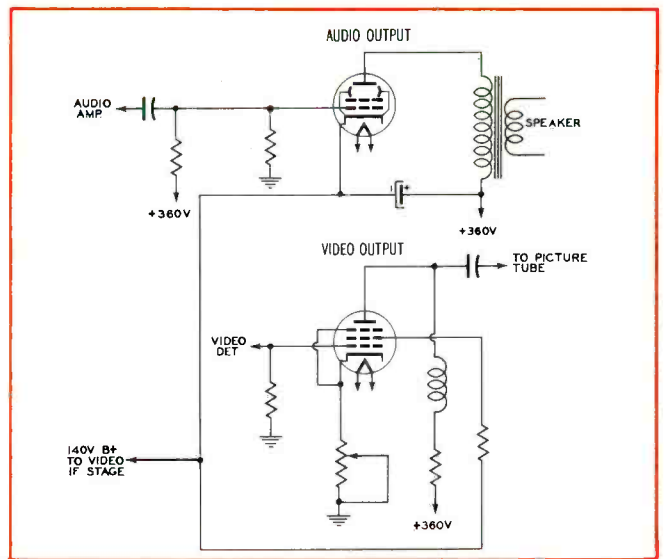 AUDIO OUTPUT
AUDIO
AMP.
SPEAKER
+360V
+360V
VIDEO OUTPUT
TO PICTURE
TUBE
VIDEO
DET
140V B+
TO VIDEO
IF STAGE
+360V